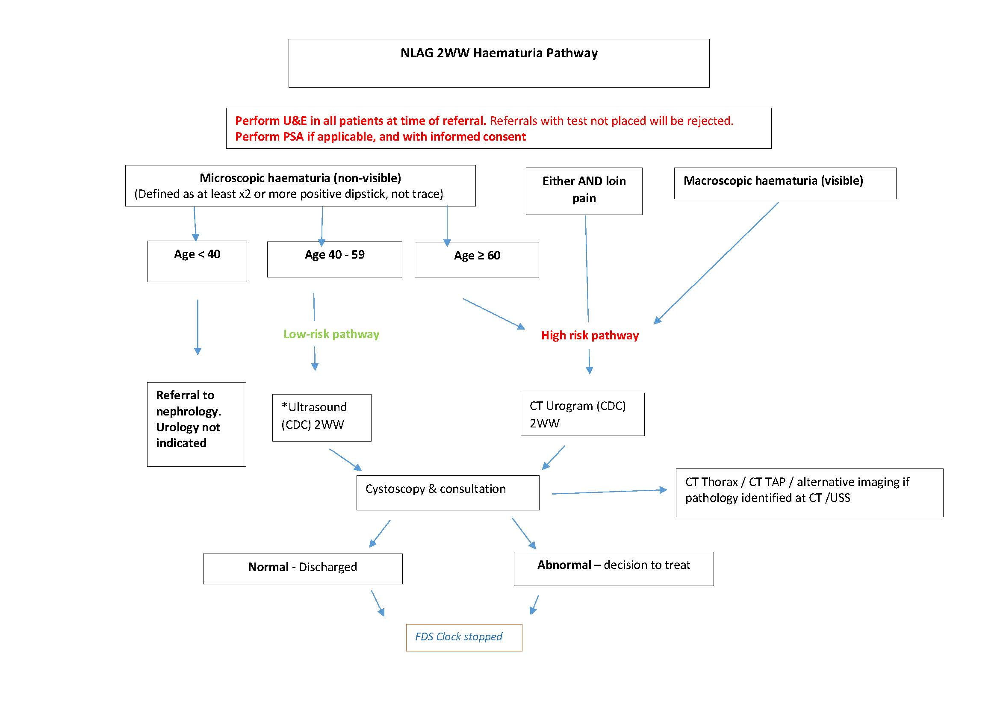 NLAG 2WW Haematuria Pathway
Perform U&E in all patients at time of referral. Referrals with test not placed will be rejected.
Perform PSA if applicable, and with informed consent
Microscopic haematuria (non-visible)
(Defined as at least x2 or more positive dipstick, not trace)
Either AND loin
pain
Macroscopic haematuria (visible)
Age < 40
Age 40 - 59
Age ≥ 60
Low-risk pathway
High risk pathway
Referral to
nephrology.
Urology not
indicated
*Ultrasound
(CDC) 2WW
CT Urogram (CDC)
2WW
Cystoscopy & consultation
CT Thorax / CT TAP / alternative imaging if
pathology identified at CT /USS
Normal - Discharged
Abnormal – decision to treat
FDS Clock stopped